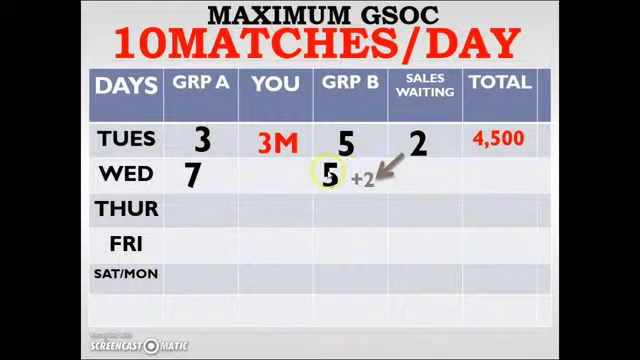 MAXIMUM GSOC
10MATCHES/DAY
DAYS GRP A YOU GRP B SALES WAITING TOTAL
TUES 3 3M 5 2 4,500
WED 7 5 +2
THUR
FRI
SAT/MON
SCREENCAST MATIC